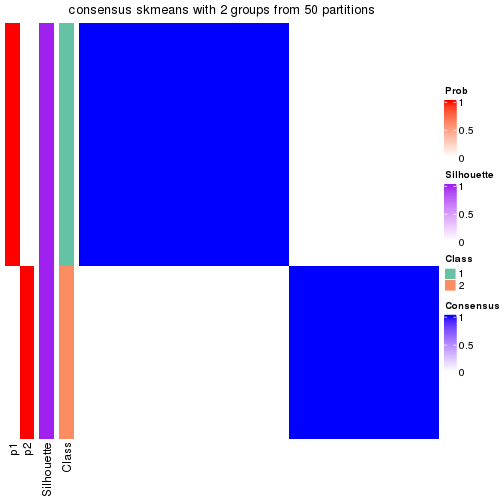 consensus skmeans with 2 groups from 50 partitions
Prob
1
0.5
0
Silhouette
1
0.5
0
Class
1
2
Consensus
1
0.5
0
p1
p2
Silhouette
Class